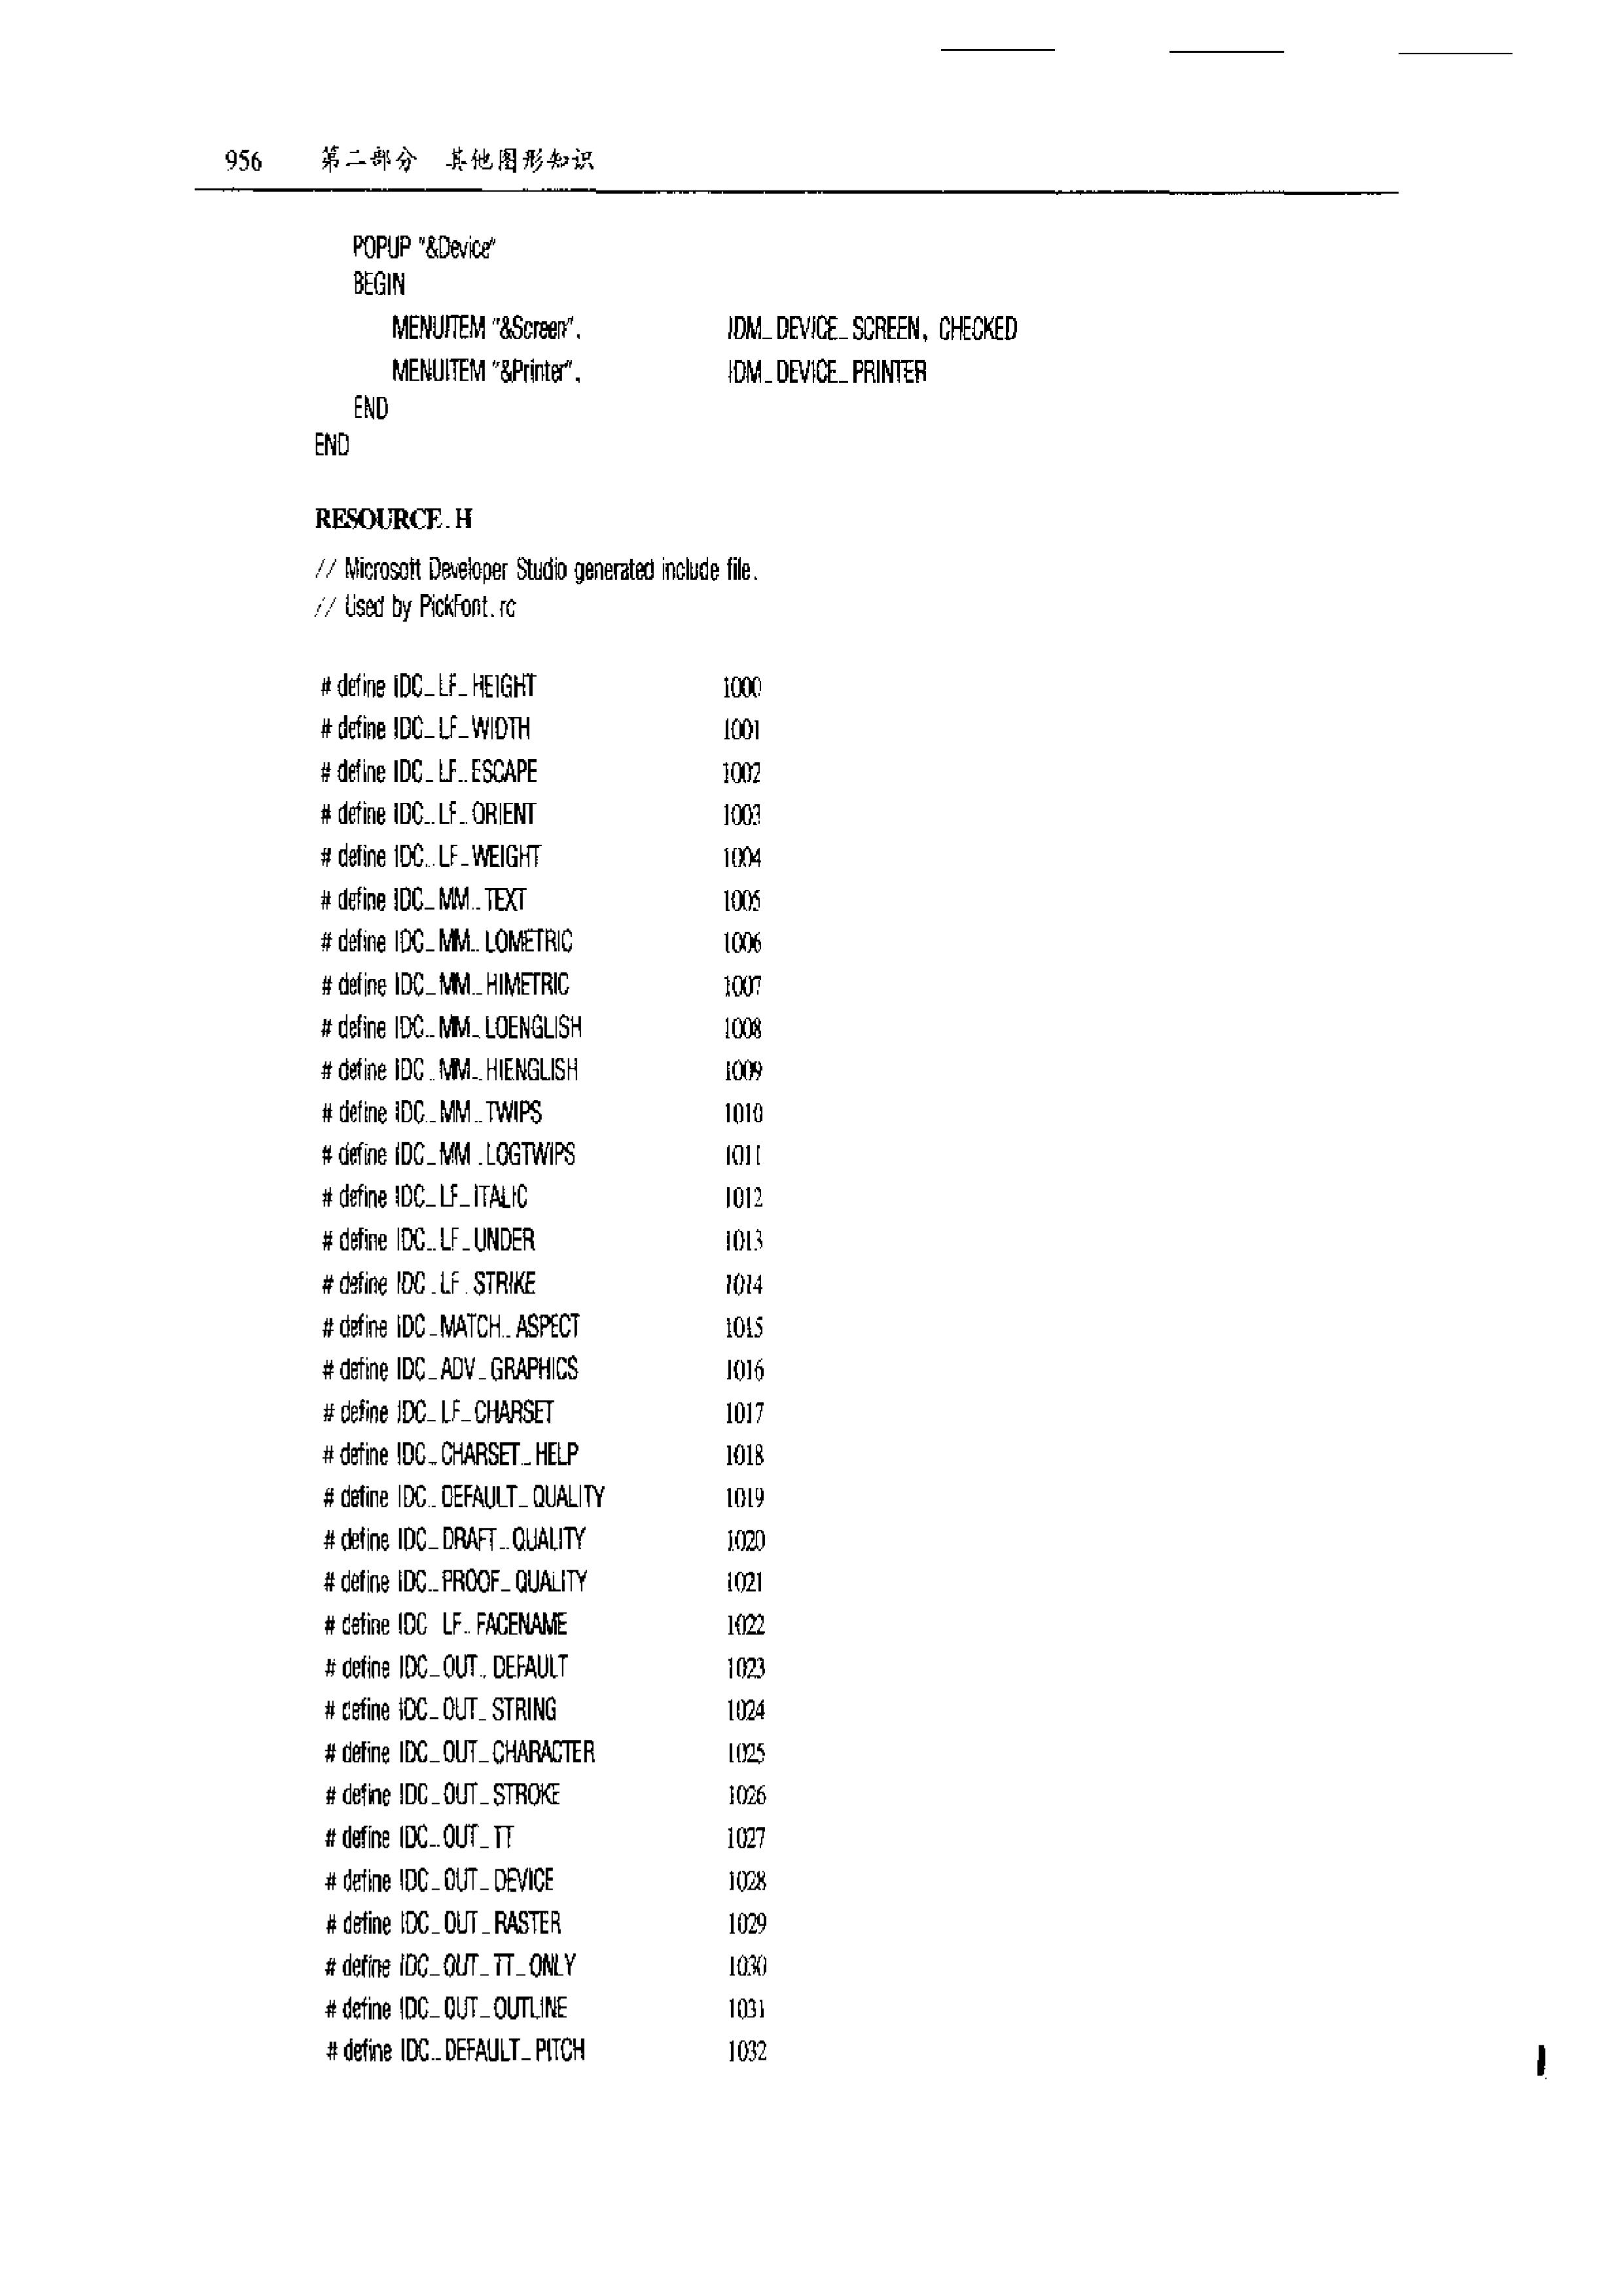 956 第二部分 其他图形知识
POPUP "&Device"
BEGIN
MENUITEM "&Screen", IDM_DEVICE_SCREEN, CHECKED
MENUITEM "&Printer", IDM_DEVICE_PRINTER
END
END
RESOURCE.H
// Microsoft Developer Studio generated include file.
// Used by PickFont.rc
# define IDC_LF_HEIGHT 1000
# define IDC_LF_WIDTH 1001
# define IDC_LF_ESCAPE 1002
# define IDC_LF_ORIENT 1003
# define IDC_LF_WEIGHT 1004
# define IDC_MM_TEXT 1005
# define IDC_MM_LOMETRIC 1006
# define IDC_MM_HIMETRIC 1007
# define IDC_MM_LOENGLISH 1008
# define IDC_MM_HIENGLISH 1009
# define IDC_MM_TWIPS 1010
# define IDC_MM_LOGTWIPS 1011
# define IDC_LF_ITALIC 1012
# define IDC_LF_UNDER 1013
# define IDC_LF_STRIKE 1014
# define IDC_MATCH_ASPECT 1015
# define IDC_ADV_GRAPHICS 1016
# define IDC_LF_CHARSET 1017
# define IDC_CHARSET_HELP 1018
# define IDC_DEFAULT_QUALITY 1019
# define IDC_DRAFT_QUALITY 1020
# define IDC_PROOF_QUALITY 1021
# define IDC_LF_FACENAME 1022
# define IDC_OUT_DEFAULT 1023
# define IDC_OUT_STRING 1024
# define IDC_OUT_CHARACTER 1025
# define IDC_OUT_STROKE 1026
# define IDC_OUT_TT 1027
# define IDC_OUT_DEVICE 1028
# define IDC_OUT_RASTER 1029
# define IDC_OUT_TT_ONLY 1030
# define IDC_OUT_OUTLINE 1031
# define IDC_DEFAULT_PITCH 1032